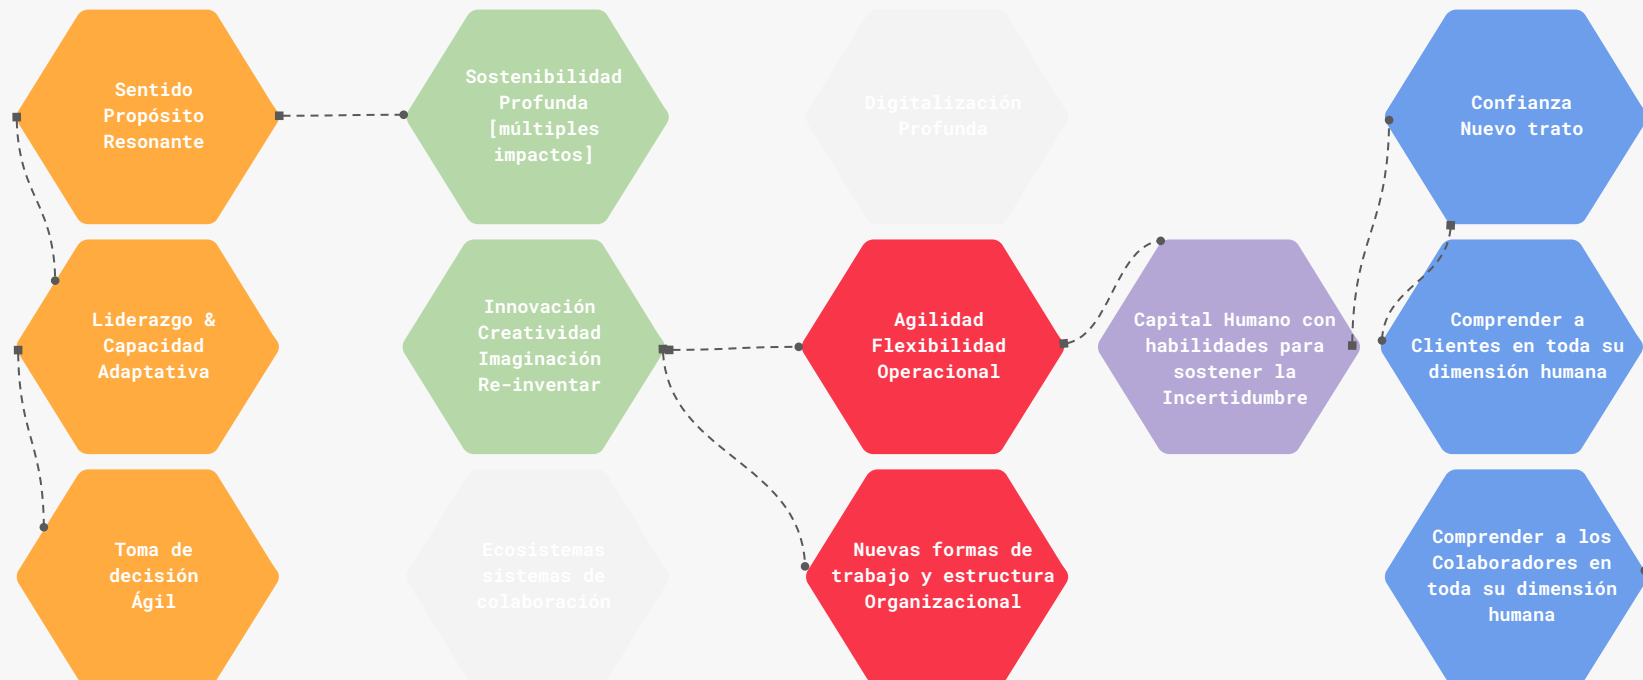 Sentido
Propósito
Resonante
Sostenibilidad
Profunda
[múltiples
impactos]
Digitalización
Profunda
Confianza
Nuevo trato
Liderazgo &
Capacidad
Adaptativa
Innovación
Creatividad
Imaginación
Re-inventar
Agilidad
Flexibilidad
Operacional
Capital Humano con
habilidades para
sostener la
Incertidumbre
Comprender a
Clientes en toda su
dimensión humana
Toma de
decisión
Ágil
Ecosistemas
sistemas de
colaboración
Nuevas formas de
trabajo y estructura
Organizacional
Comprender a los
Colaboradores en
toda su dimensión
humana